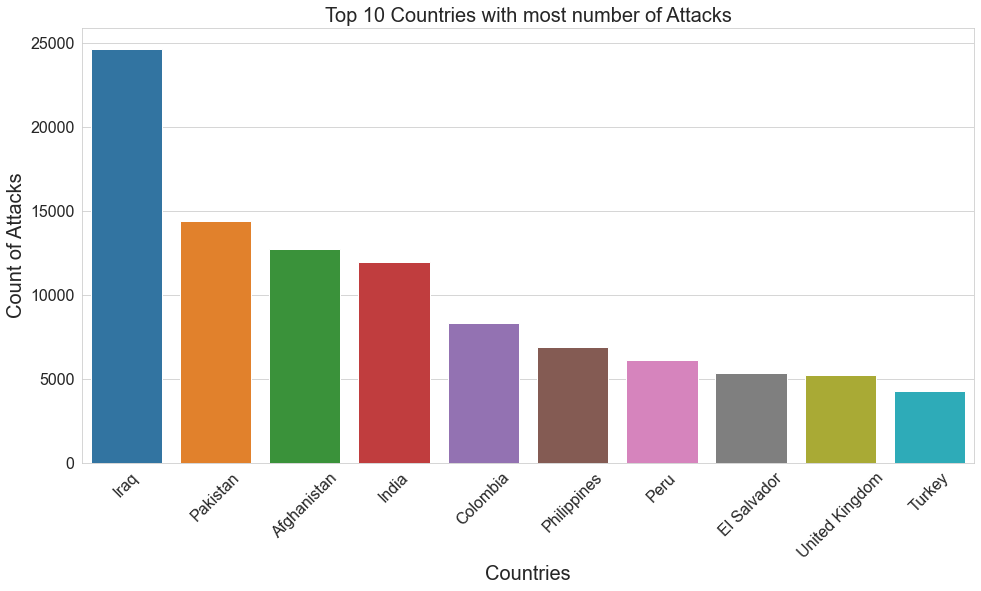 Top 10 Countries with most number of Attacks
Count of Attacks
25000
20000
15000
10000
5000
0
Iraq
Pakistan
Afghanistan
India
Colombia
Philippines
Peru
El Salvador
United Kingdom
Turkey
Countries